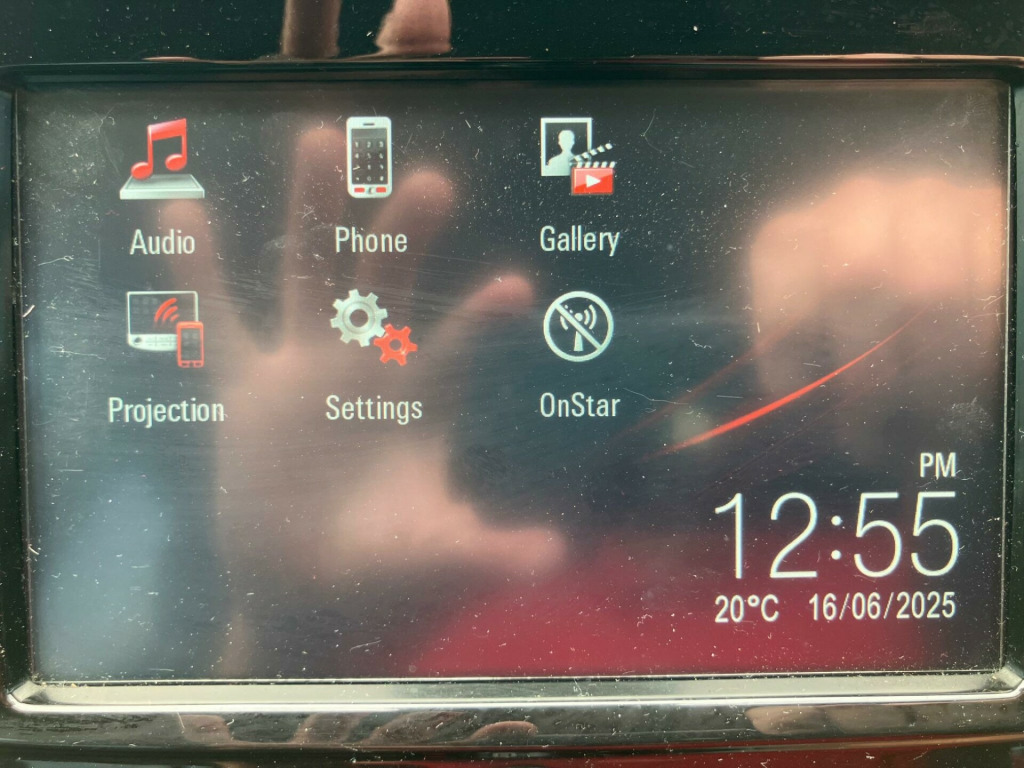 Audio Phone Gallery
Projection Settings OnStar
PM
12:55
20°C 16/06/2025